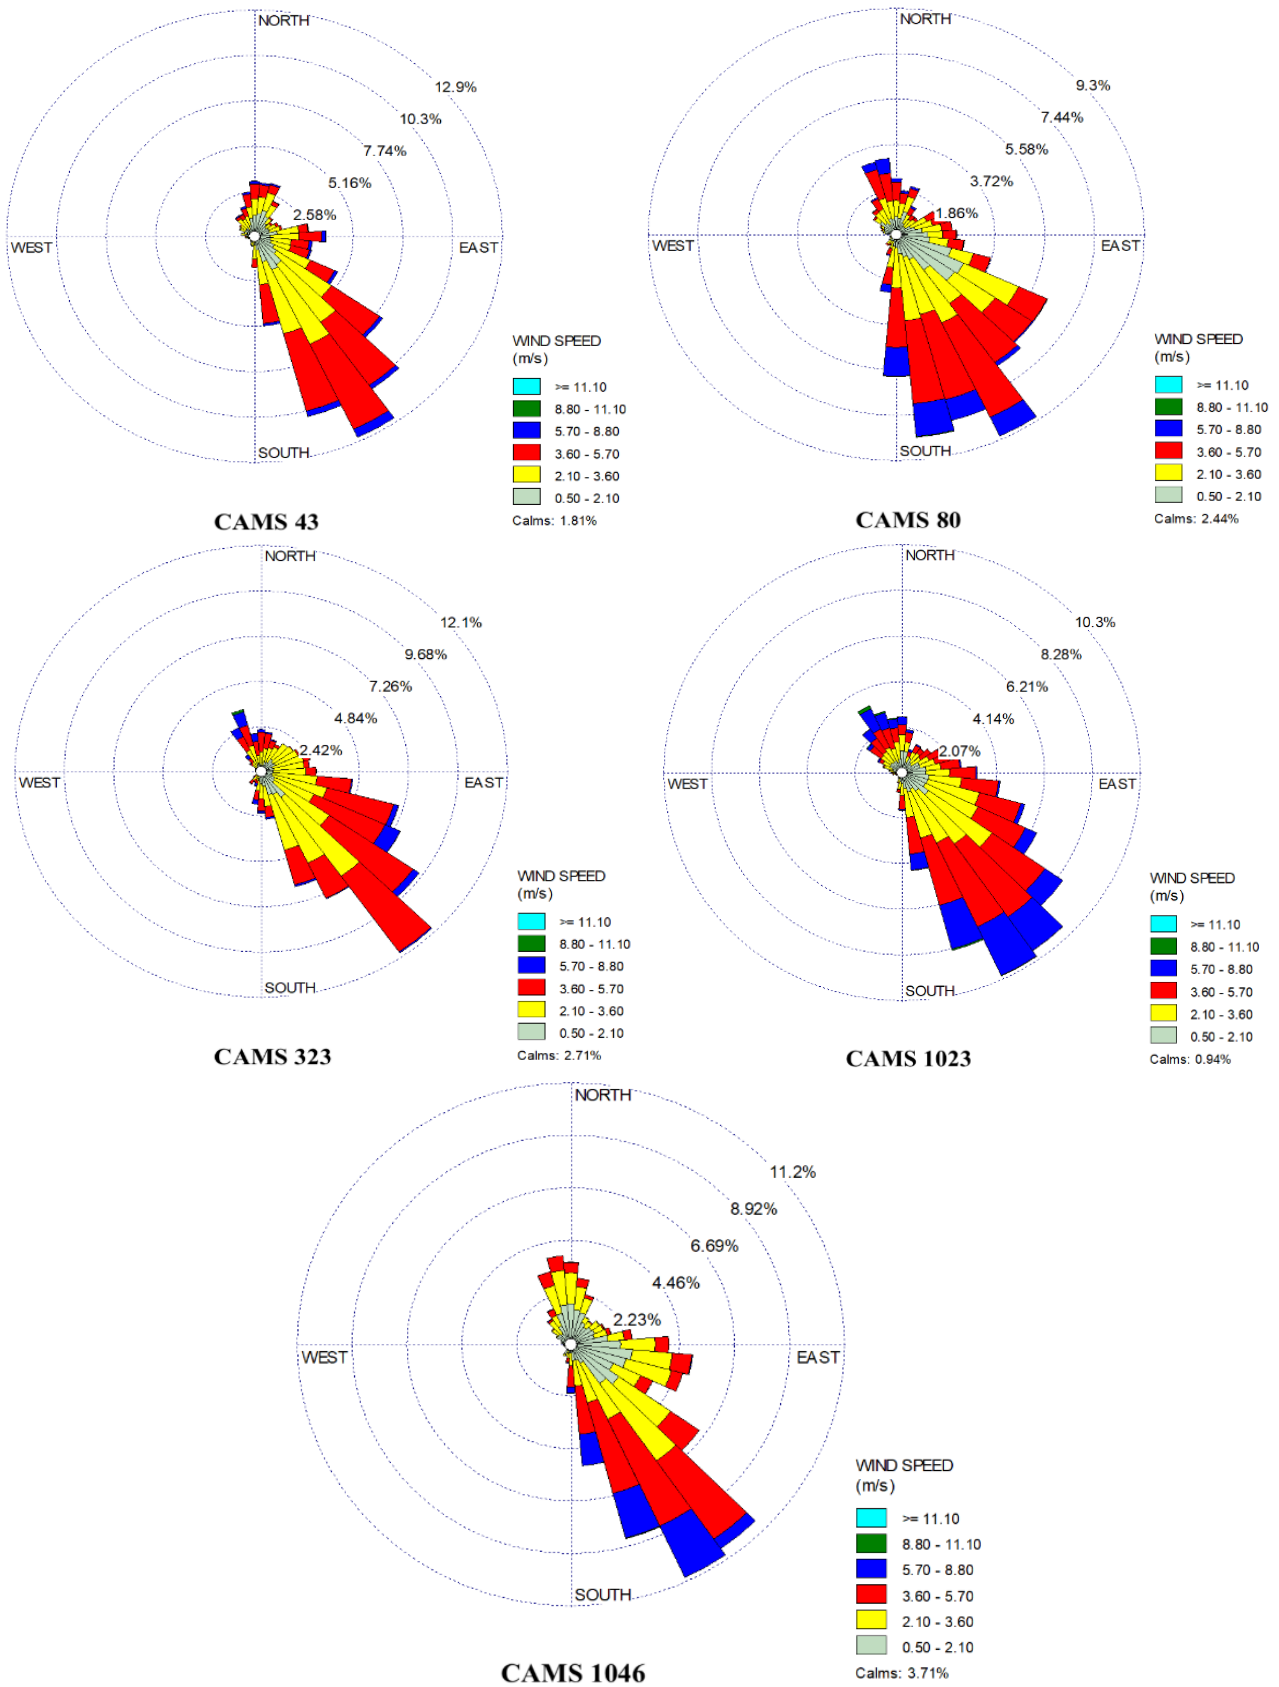 NORTH
12.9%
10.3%
7.74%
5.16%
2.58%
WEST
EAST
SOUTH
WIND SPEED
(m/s)
>= 11.10
8.80 - 11.10
5.70 - 8.80
3.60 - 5.70
2.10 - 3.60
0.50 - 2.10
Calms: 1.81%
CAMS 43
NORTH
9.3%
7.44%
5.58%
3.72%
1.86%
WEST
EAST
SOUTH
WIND SPEED
(m/s)
>= 11.10
8.80 - 11.10
5.70 - 8.80
3.60 - 5.70
2.10 - 3.60
0.50 - 2.10
Calms: 2.44%
CAMS 80
NORTH
12.1%
9.68%
7.26%
4.84%
2.42%
WEST
EAST
SOUTH
WIND SPEED
(m/s)
>= 11.10
8.80 - 11.10
5.70 - 8.80
3.60 - 5.70
2.10 - 3.60
0.50 - 2.10
Calms: 2.71%
CAMS 323
NORTH
10.3%
8.28%
6.21%
4.14%
2.07%
WEST
EAST
SOUTH
WIND SPEED
(m/s)
>= 11.10
8.80 - 11.10
5.70 - 8.80
3.60 - 5.70
2.10 - 3.60
0.50 - 2.10
Calms: 0.94%
CAMS 1023
NORTH
11.2%
8.92%
6.69%
4.46%
2.23%
WEST
EAST
SOUTH
WIND SPEED
(m/s)
>= 11.10
8.80 - 11.10
5.70 - 8.80
3.60 - 5.70
2.10 - 3.60
0.50 - 2.10
Calms: 3.71%
CAMS 1046